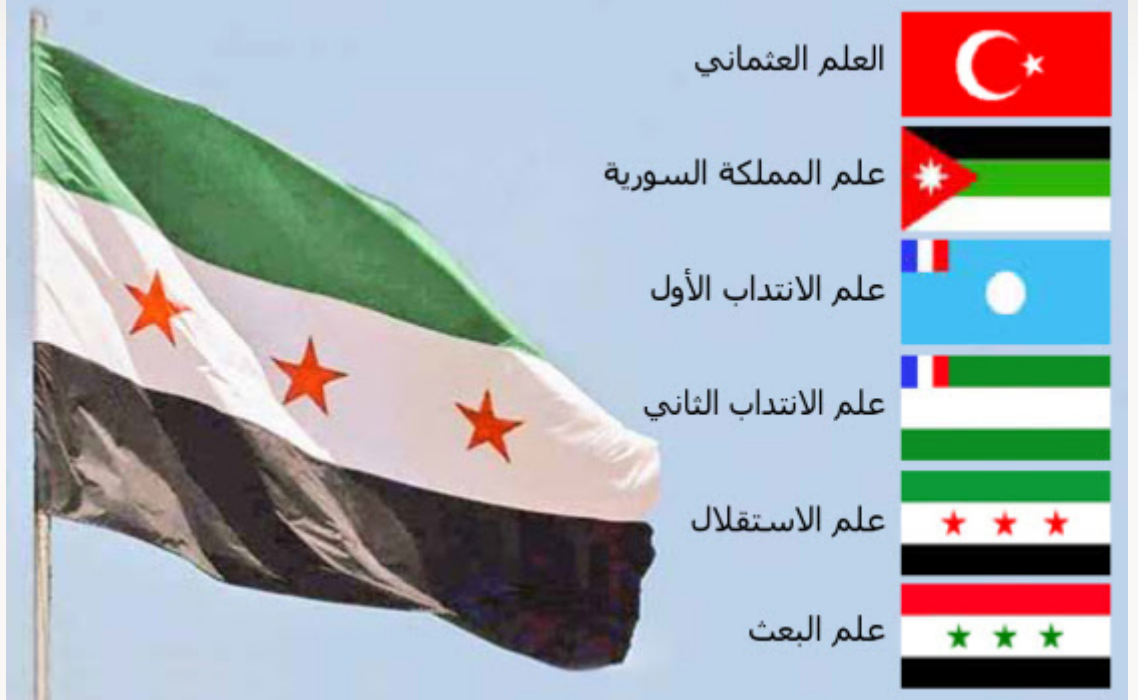 العلم العثماني
علم المملكة السورية
علم الانتداب الأول
علم الانتداب الثاني
علم الاستقلال
علم البعث